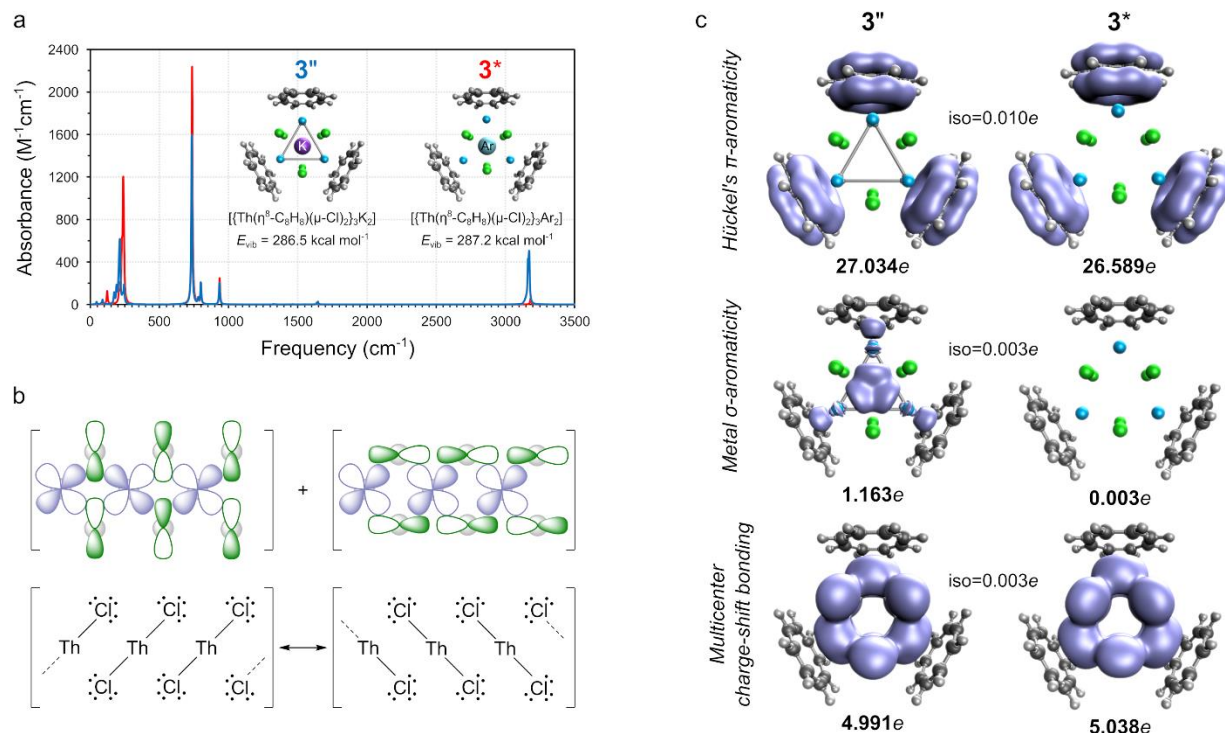 a
2400
2000
1600
1200
800
400
0
0 500 1000 1500 2000 2500 3000 3500
Absorbance (M⁻¹cm⁻¹)
Frequency (cm⁻¹)
3" 3*
K Ar
[{Th(η⁸-C₈H₈)(μ-Cl)₂}₃K₂] [{Th(η⁸-C₈H₈)(μ-Cl)₂}₃Ar₂]
E_vib = 286.5 kcal mol⁻¹ E_vib = 287.2 kcal mol⁻¹
b
+
Cl Cl Cl Cl Cl Cl
Th Th Th Th Th Th
Cl Cl Cl Cl Cl Cl
c
3" 3*
Hückel's π-aromaticity
iso=0.010e
27.034e 26.589e
Metal σ-aromaticity
iso=0.003e
1.163e 0.003e
Multicenter
charge-shift bonding
iso=0.003e
4.991e 5.038e